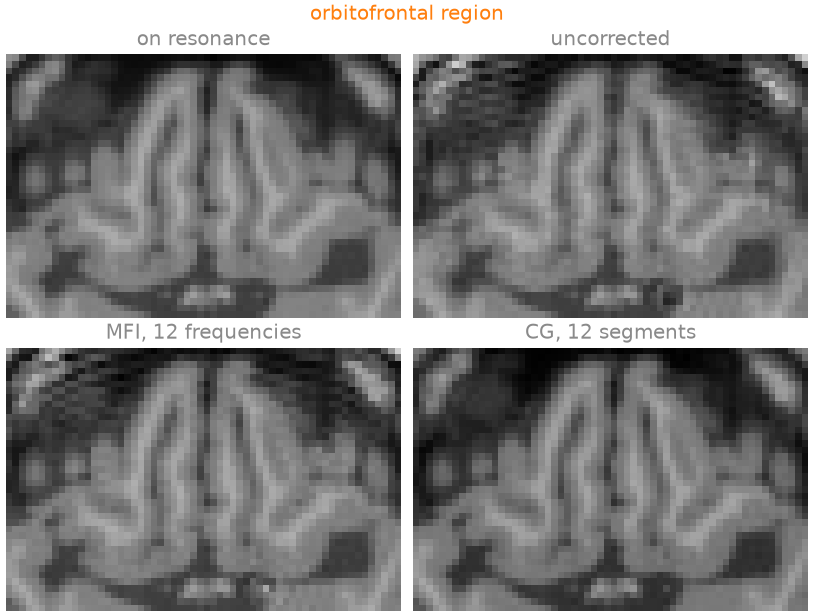 orbitofrontal region
on resonance
uncorrected
MFI, 12 frequencies
CG, 12 segments